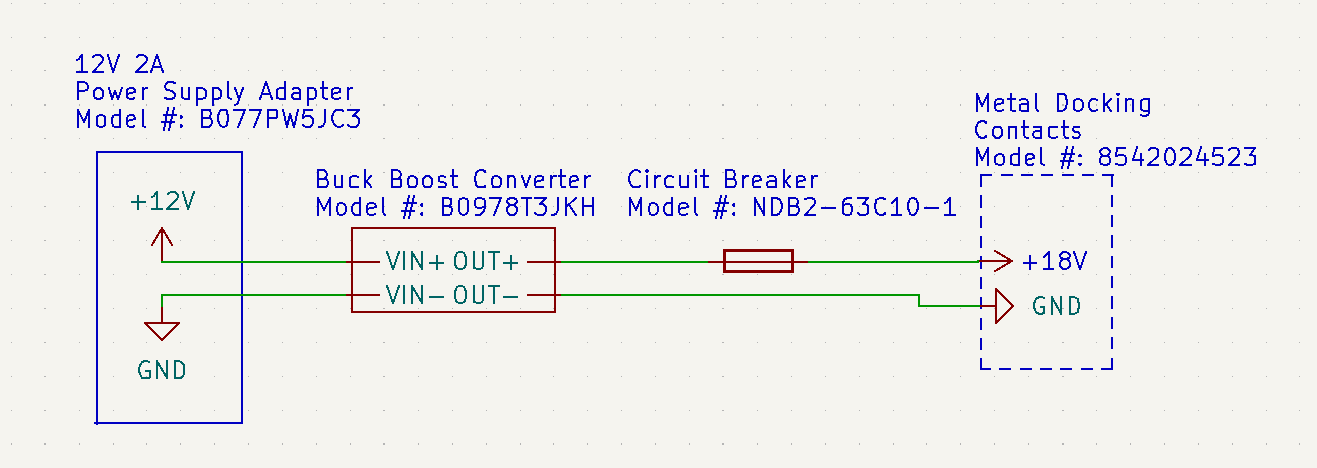 12V 2A
Power Supply Adapter
Model #: B077PW5JC3
+12V
GND
Buck Boost Converter
Model #: B0978T3JKH
VIN+ OUT+
VIN- OUT-
Circuit Breaker
Model #: NDB2-63C10-1
Metal Docking
Contacts
Model #: 8542024523
+18V
GND